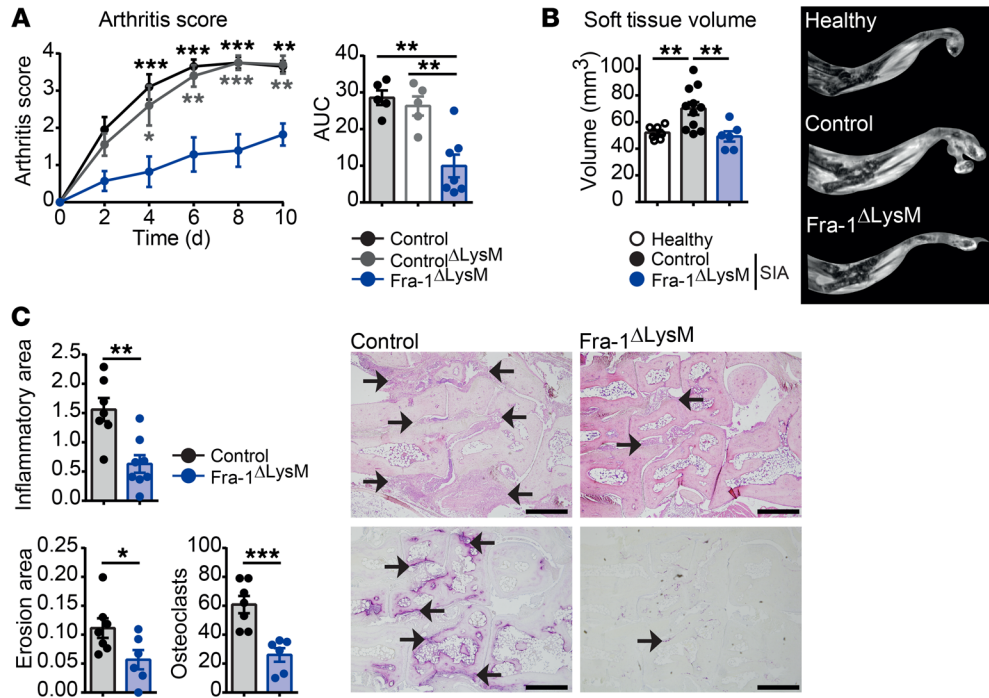 A
Arthritis score
Arthritis score
4
3
2
1
0
0
2
4
6
8
10
Time (d)
***
***
***
**
*
**
***
**
AUC
40
30
20
10
0
**
**
Control
Control ΔLysM
Fra-1 ΔLysM
B
Soft tissue volume
Volume (mm3)
100
80
60
40
20
0
**
**
Healthy
Control
Fra-1 ΔLysM
SIA
Healthy
Control
Fra-1 ΔLysM
C
Inflammatory area
2.5
2.0
1.5
1.0
0.5
0.0
**
Control
Fra-1 ΔLysM
Erosion area
0.25
0.20
0.15
0.10
0.05
0.00
*
Osteoclasts
100
80
60
40
20
0
***
Control
Fra-1 ΔLysM